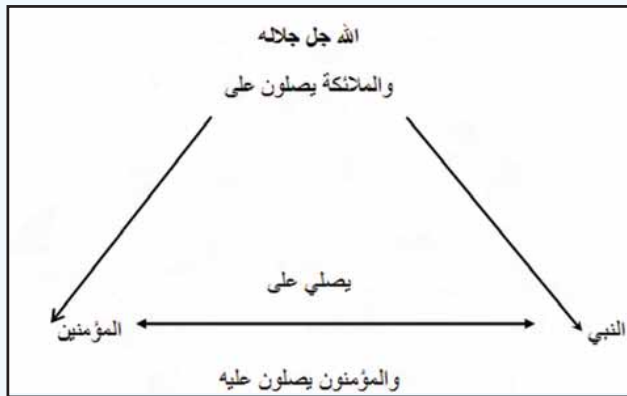 الله جل جلاله
والملائكة يصلون على
يصلي على
النبي
المؤمنين
والمؤمنون يصلون عليه